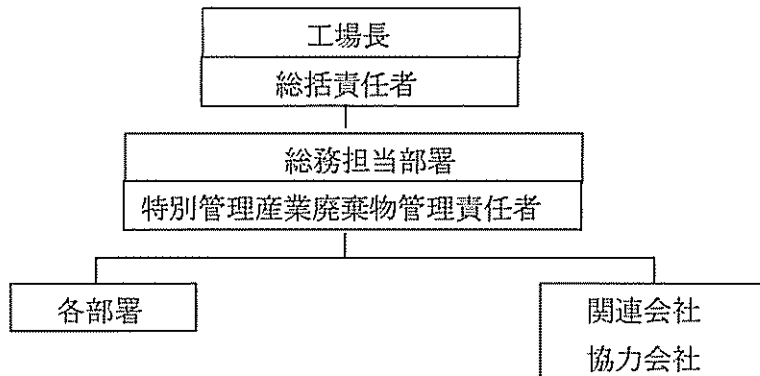 工場長
総括責任者
総務担当部署
特別管理産業廃棄物管理責任者
各部署
関連会社
協力会社